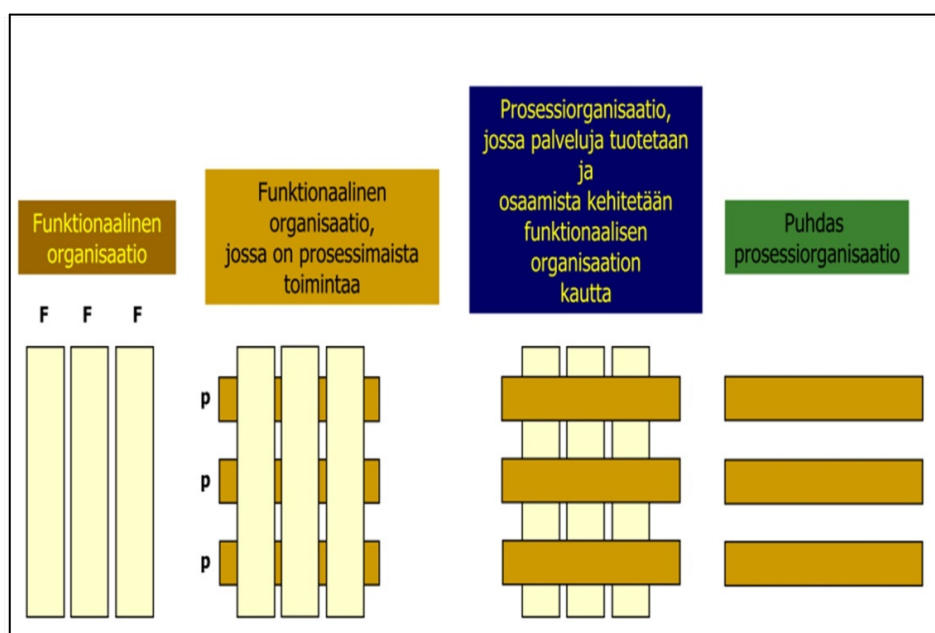 Funktionaalinen
organisaatio
Funktionaalinen
organisaatio,
jossa on prosessimaista
toimintaa
Prosessiorganisaatio,
jossa palveluja tuotetaan
ja
osaamista kehitetään
funktionaalisen
organisaation
kautta
Puhdas
prosessiorganisaatio
F F F
p
p
p